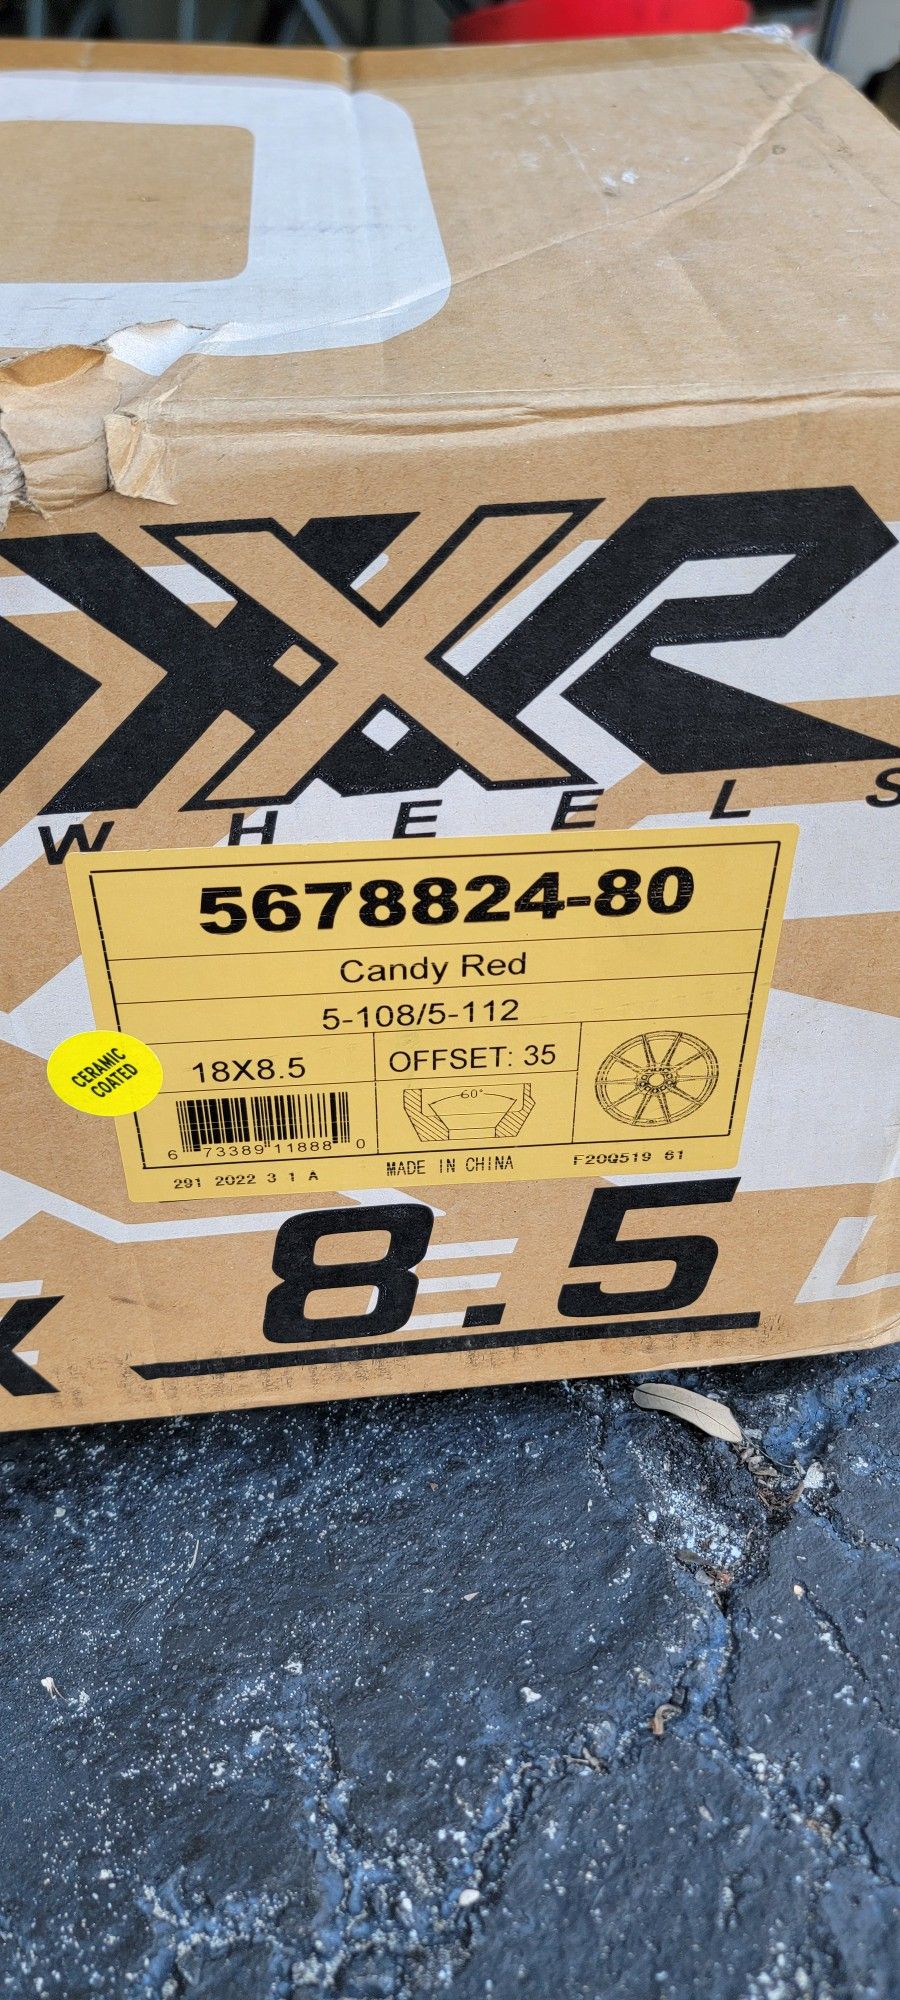 XXR
WHEELS
5678824-80
Candy Red
5-108/5-112
18X8.5
OFFSET: 35
CERAMIC
COATED
60°
6 73389 11888 0
291 2022 3 1 A
MADE IN CHINA
F20Q519 61
X 8.5